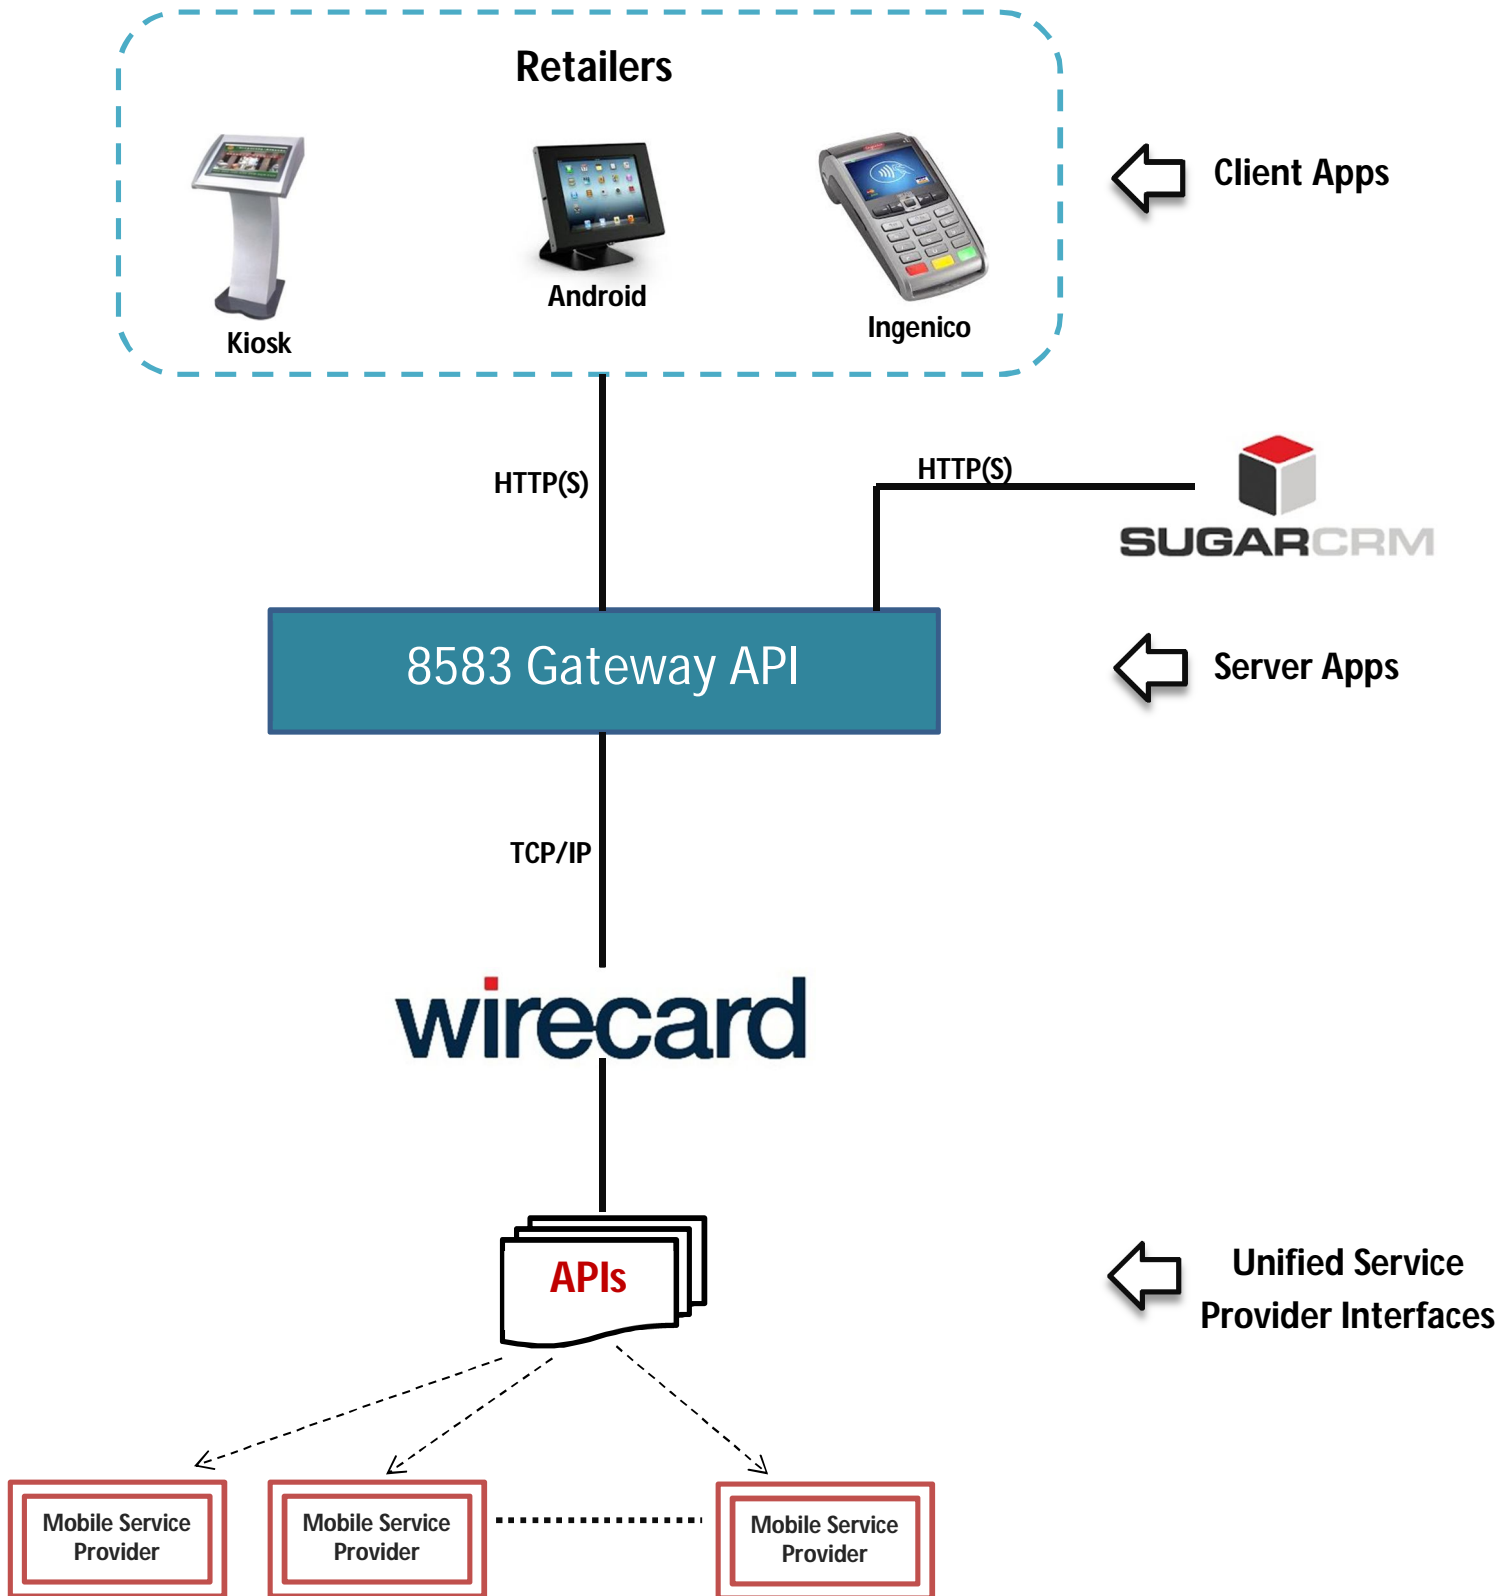 Retailers
Client Apps
Android
Ingenico
Kiosk
HTTP(S)
HTTP(S)
SUGARCRM
8583 Gateway API
Server Apps
TCP/IP
wirecard
APIs
Unified Service
Provider Interfaces
Mobile Service
Provider
Mobile Service
Provider
Mobile Service
Provider